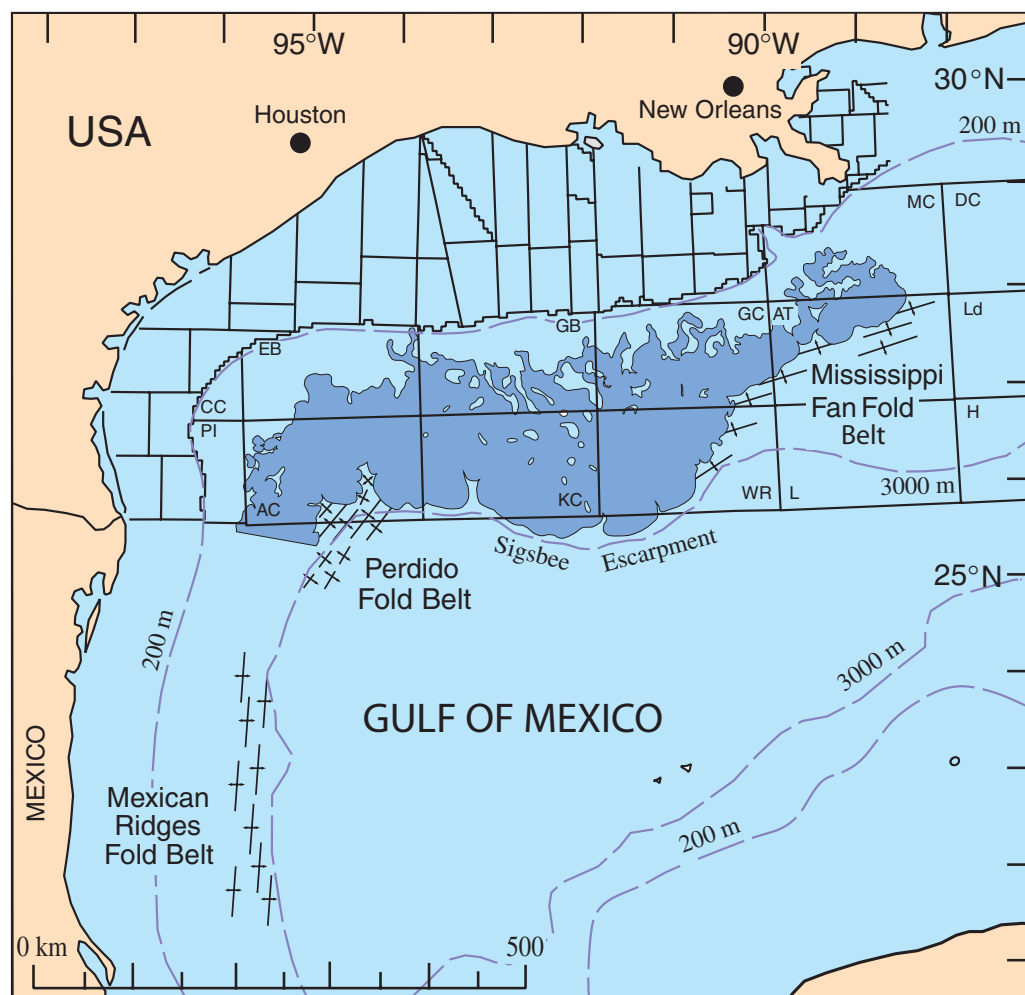 95°W
90°W
30°N
Houston
New Orleans
USA
200 m
MC
DC
GC
AT
Ld
GB
EB
Mississippi
Fan Fold
Belt
CC
PI
H
3000 m
AC
KC
WR
L
Sigsbee
Escarpment
Perdido
Fold Belt
25°N
200 m
3000 m
GULF OF MEXICO
MEXICO
Mexican
Ridges
Fold Belt
200 m
0 km
500